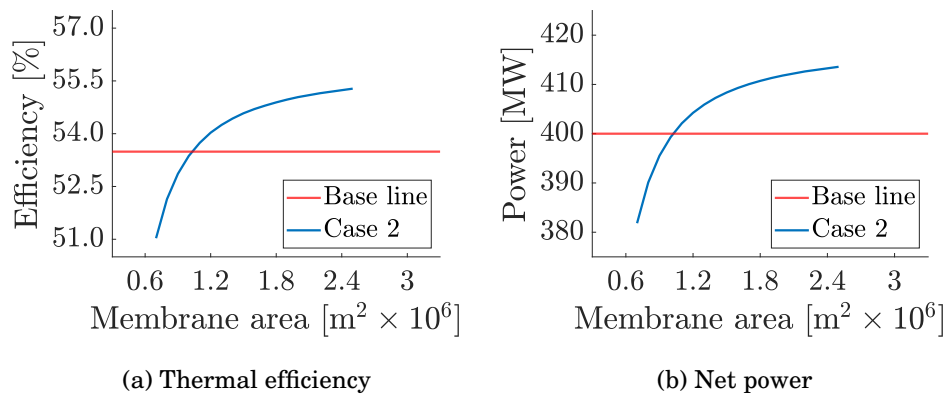 57.0
55.5
54.0
52.5
51.0
Efficiency [%]
Base line
Case 2
0.6 1.2 1.8 2.4 3
Membrane area [m² × 10⁶]
(a) Thermal efficiency
420
410
400
390
380
Power [MW]
Base line
Case 2
0.6 1.2 1.8 2.4 3
Membrane area [m² × 10⁶]
(b) Net power